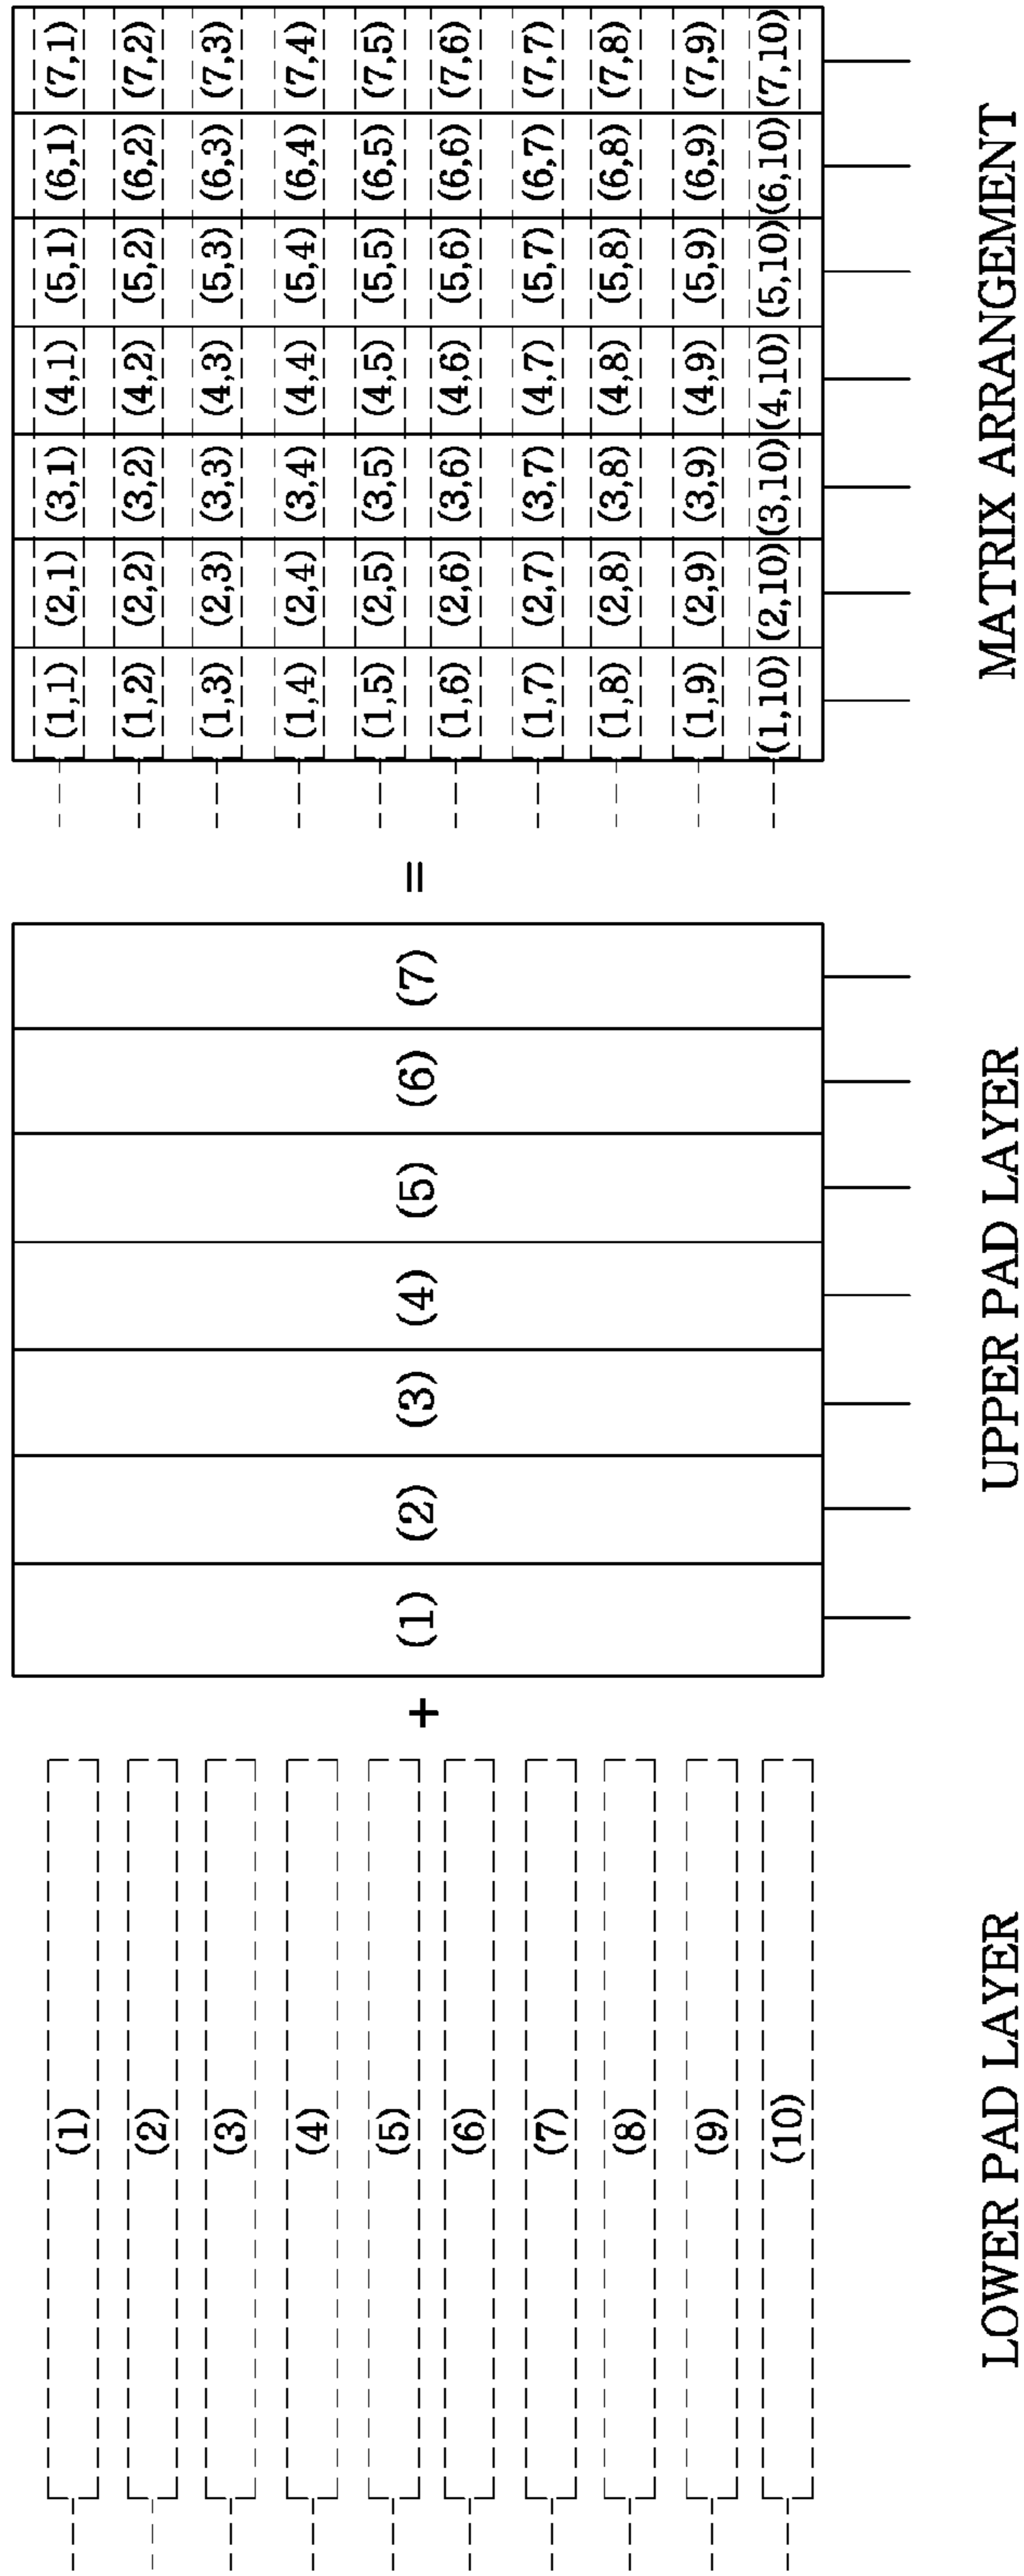 (1)
(2)
(3)
(4)
(5)
(6)
(7)
(8)
(9)
(10)
LOWER PAD LAYER
+
(1) (2) (3) (4) (5) (6) (7)
UPPER PAD LAYER
=
(1,1) (2,1) (3,1) (4,1) (5,1) (6,1) (7,1)
(1,2) (2,2) (3,2) (4,2) (5,2) (6,2) (7,2)
(1,3) (2,3) (3,3) (4,3) (5,3) (6,3) (7,3)
(1,4) (2,4) (3,4) (4,4) (5,4) (6,4) (7,4)
(1,5) (2,5) (3,5) (4,5) (5,5) (6,5) (7,5)
(1,6) (2,6) (3,6) (4,6) (5,6) (6,6) (7,6)
(1,7) (2,7) (3,7) (4,7) (5,7) (6,7) (7,7)
(1,8) (2,8) (3,8) (4,8) (5,8) (6,8) (7,8)
(1,9) (2,9) (3,9) (4,9) (5,9) (6,9) (7,9)
(1,10) (2,10) (3,10) (4,10) (5,10) (6,10) (7,10)
MATRIX ARRANGEMENT